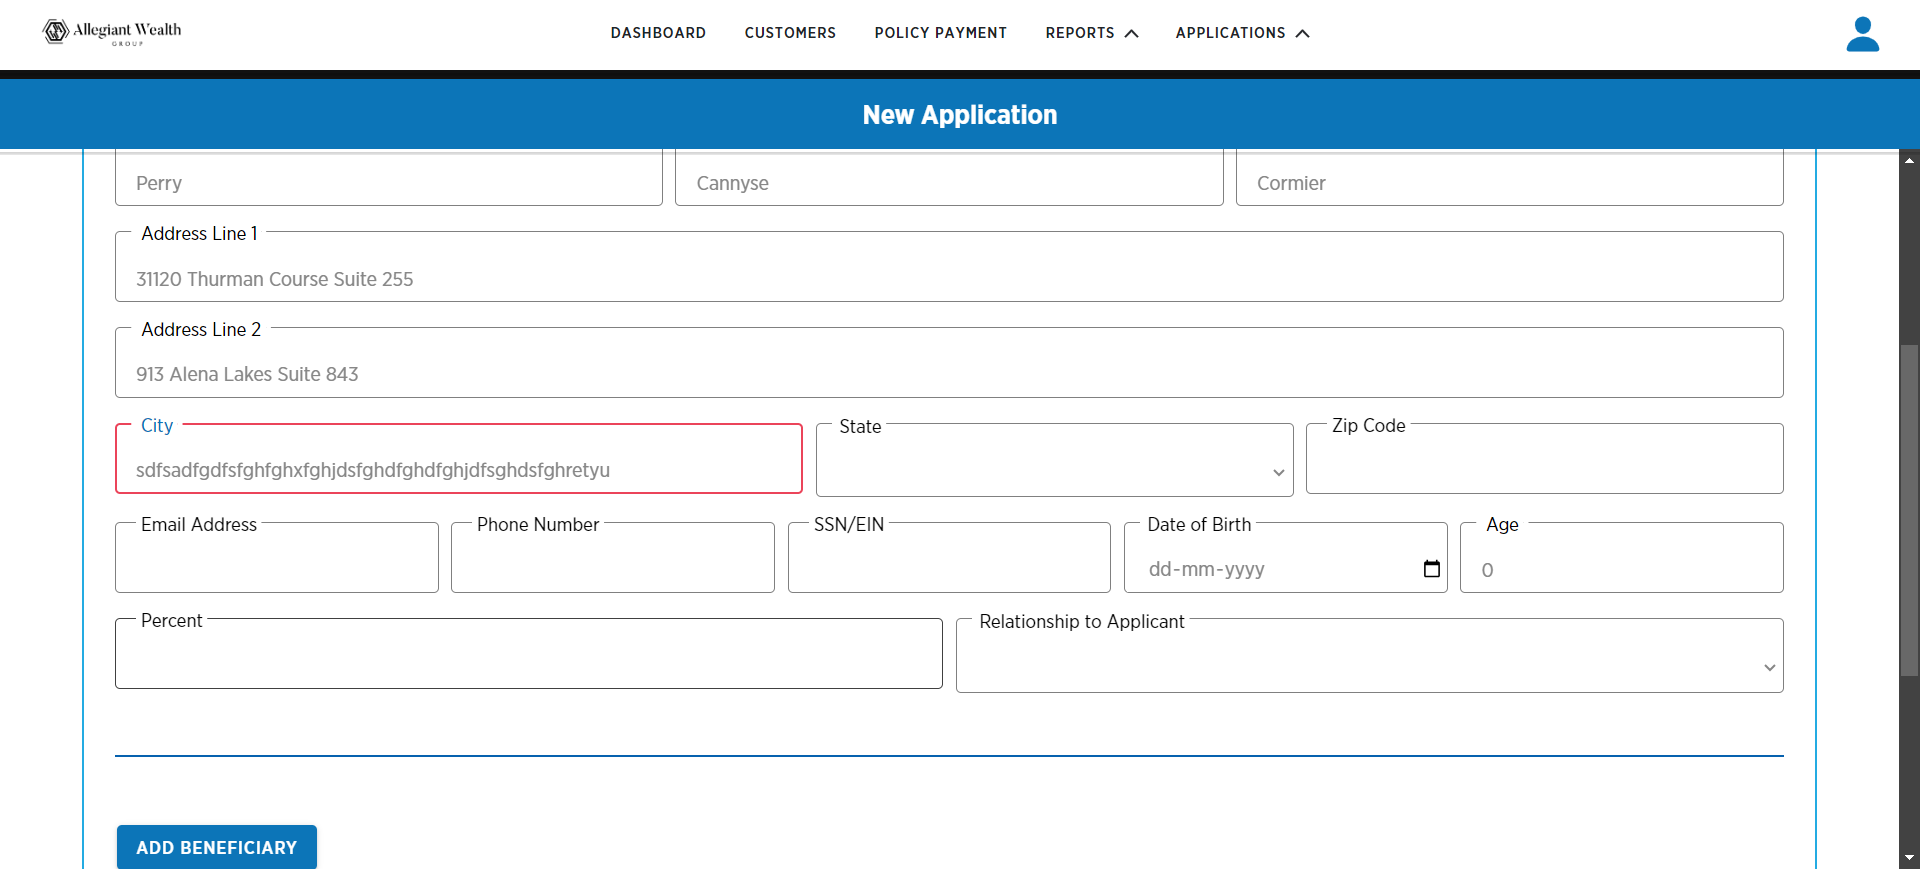 Allegiant Wealth
GROUP
DASHBOARD CUSTOMERS POLICY PAYMENT REPORTS APPLICATIONS
New Application
Perry Cannyse Cormier
Address Line 1
31120 Thurman Course Suite 255
Address Line 2
913 Alena Lakes Suite 843
City State Zip Code
sdfsadfgdfsfghfghxfghjdsfghdfghdfghjdfsghdsfghretyu
Email Address Phone Number SSN/EIN Date of Birth Age
dd-mm-yyyy 0
Percent Relationship to Applicant
ADD BENEFICIARY